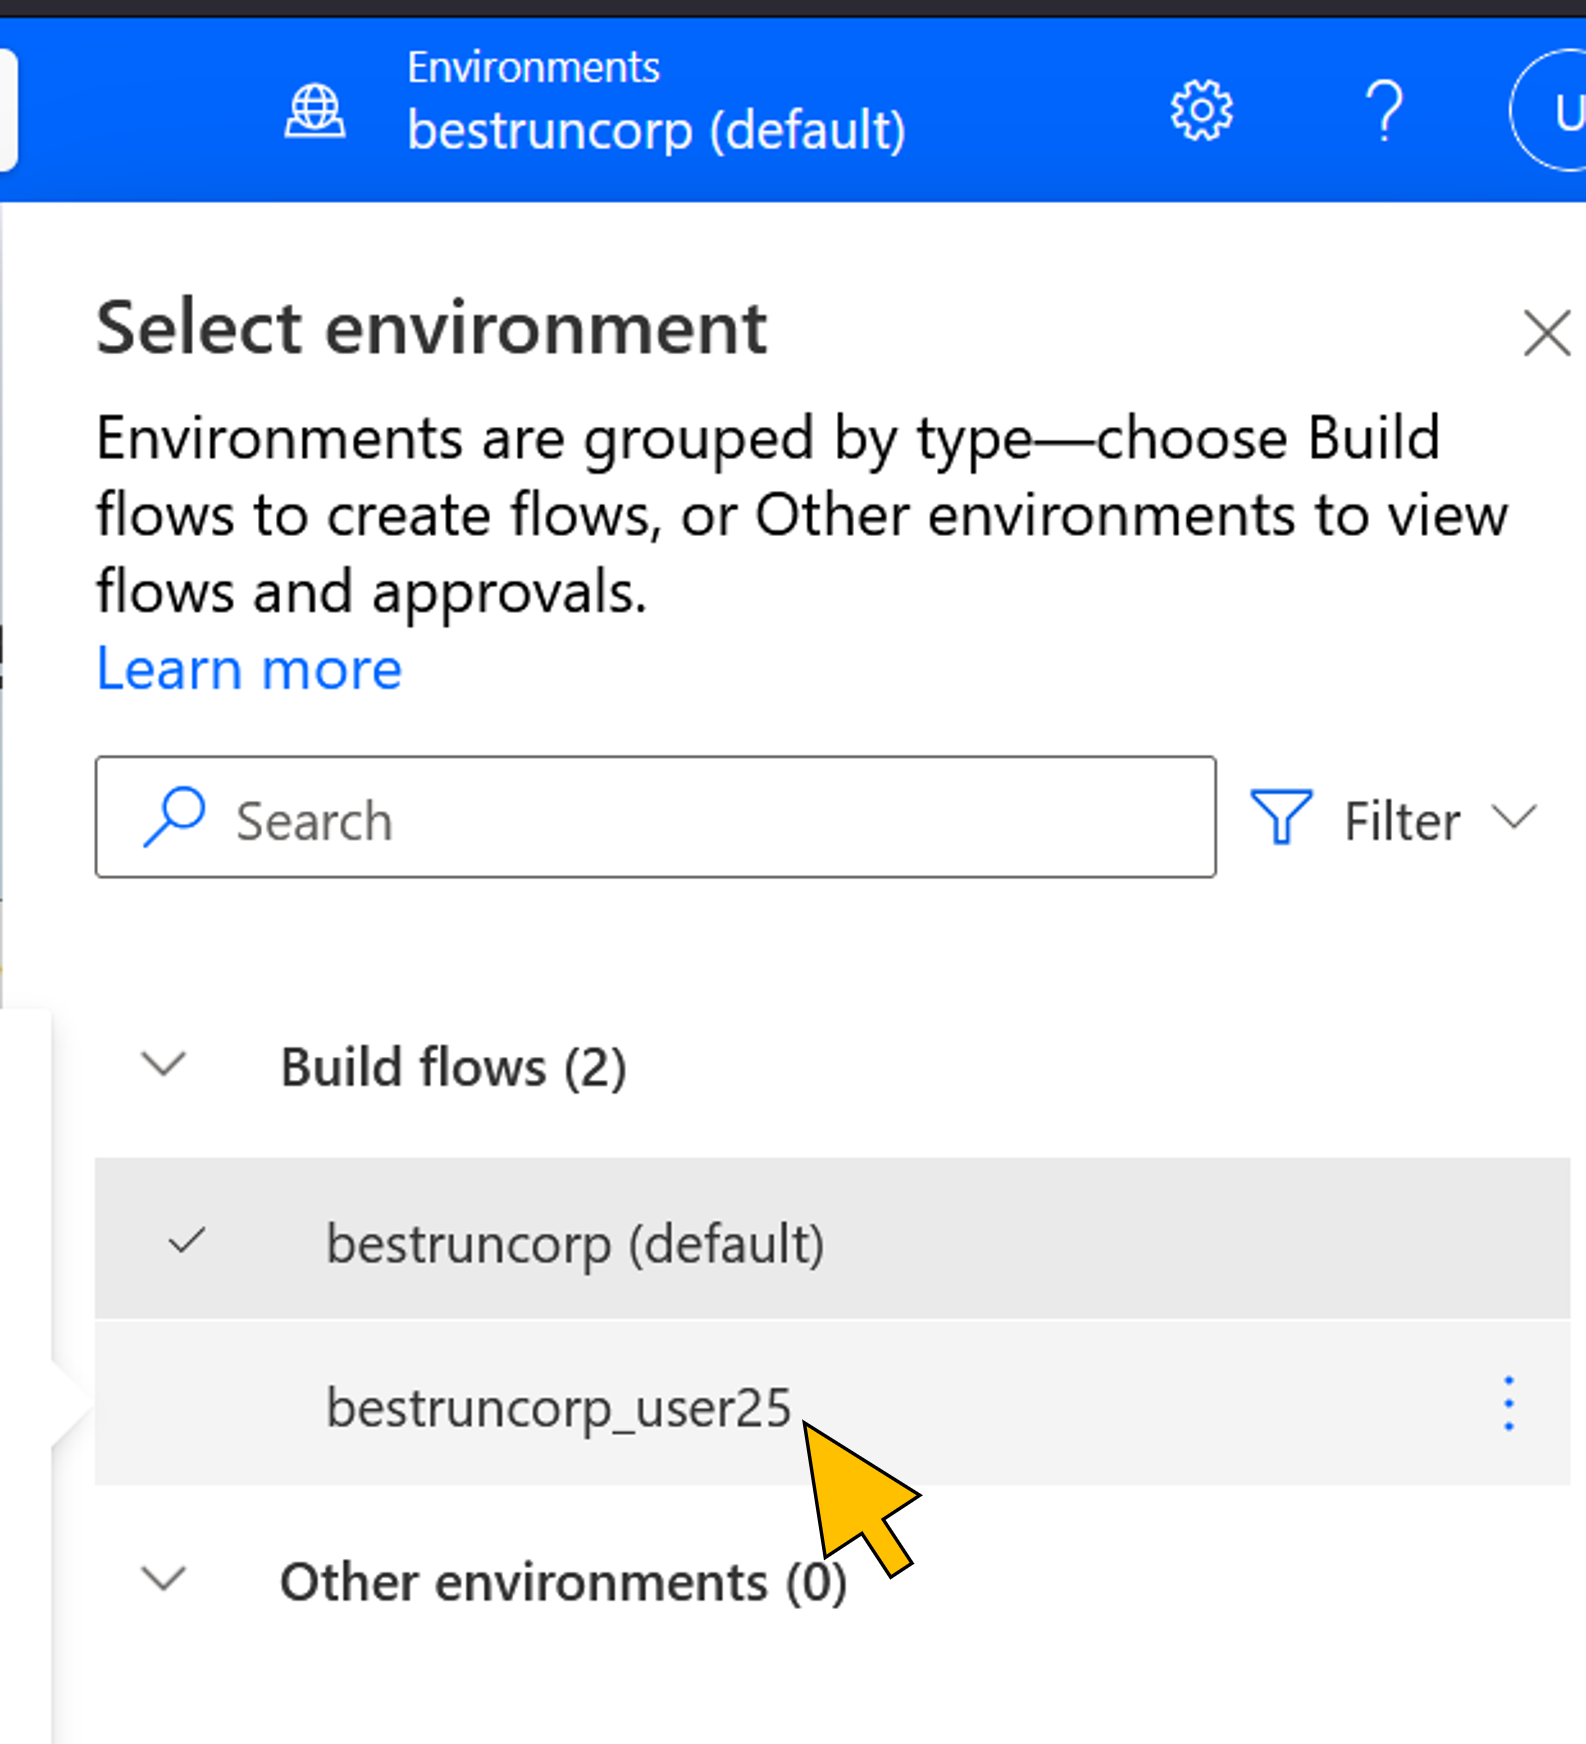 Environments
bestruncorp (default)
?
U
Select environment
Environments are grouped by type—choose Build
flows to create flows, or Other environments to view
flows and approvals.
Learn more
Search
Filter
Build flows (2)
bestruncorp (default)
bestruncorp_user25
Other environments (0)